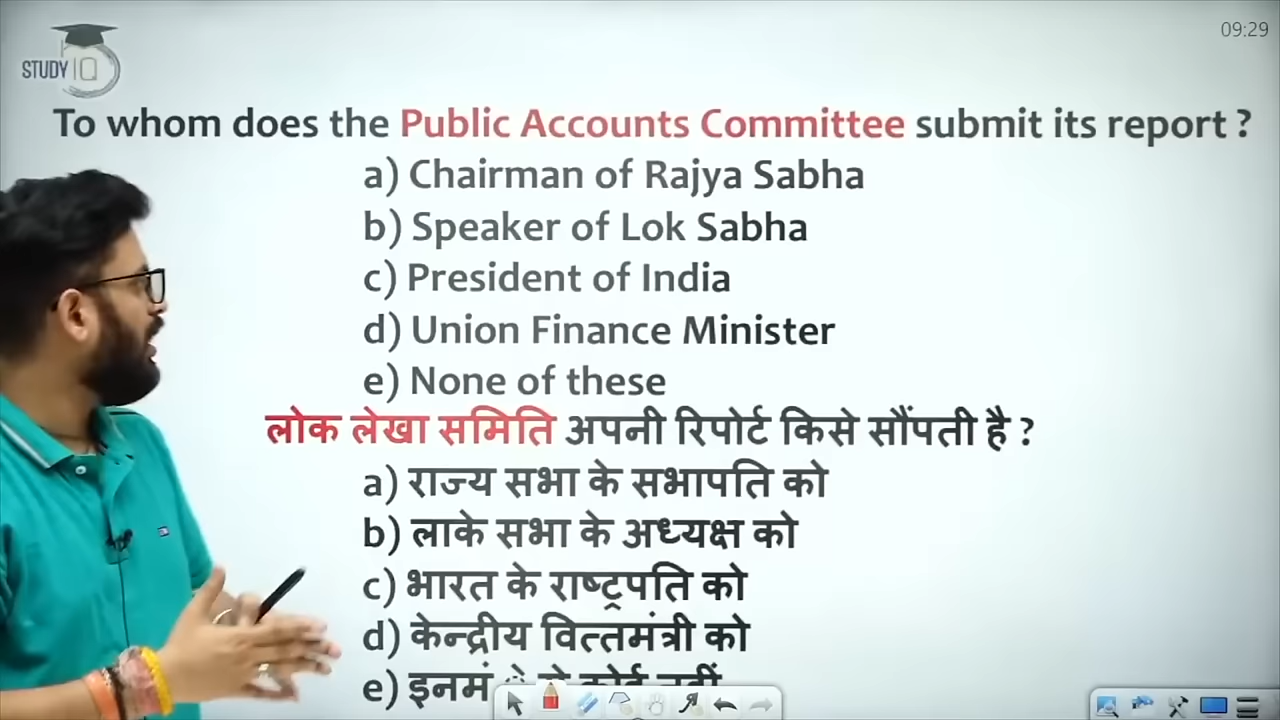 STUDY IQ
09:29
To whom does the Public Accounts Committee submit its report ?
a) Chairman of Rajya Sabha
b) Speaker of Lok Sabha
c) President of India
d) Union Finance Minister
e) None of these
लोक लेखा समिति अपनी रिपोर्ट किसे सौंपती है ?
a) राज्य सभा के सभापति को
b) लाके सभा के अध्यक्ष को
c) भारत के राष्ट्रपति को
d) केन्द्रीय वित्तमंत्री को
e)